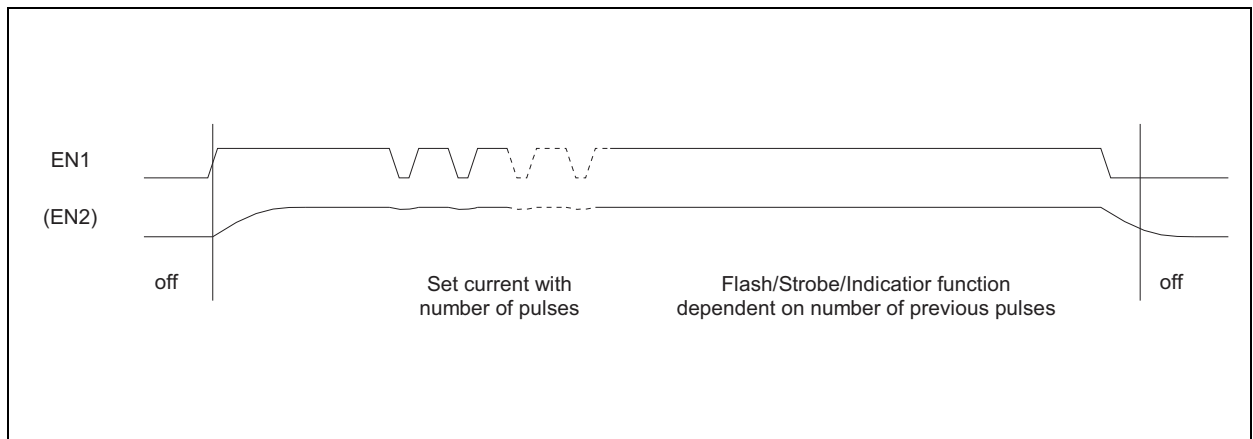 EN1
(EN2)
off
Set current with
number of pulses
Flash/Strobe/Indicatior function
dependent on number of previous pulses
off